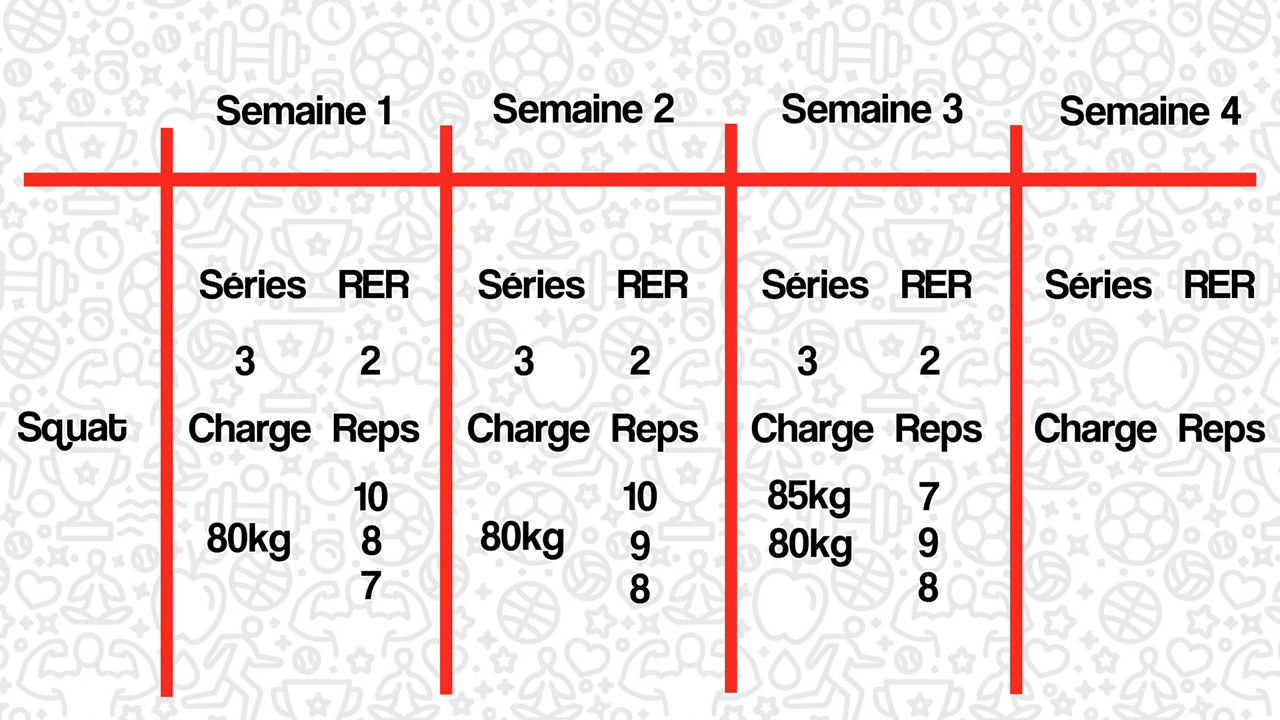 Semaine 1 Semaine 2 Semaine 3 Semaine 4
Séries RER Séries RER Séries RER Séries RER
3 2 3 2 3 2
Squat Charge Reps Charge Reps Charge Reps Charge Reps
10 10 85kg 7
80kg 8 80kg 9 80kg 9
7 8 8